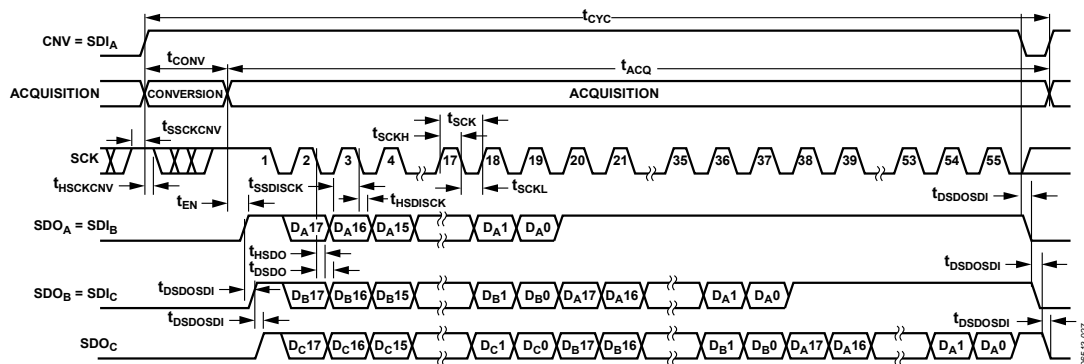 tCYC
CNV = SDIA
tCONV
tACQ
ACQUISITION CONVERSION ACQUISITION
tSSCKCNV
tSCK
tSCKH
SCK 1 2 3 4 17 18 19 20 21 35 36 37 38 39 53 54 55
tHSCKCNV
tSSDISCK
tSCKL
tEN
tHSDISCK
tDSDOSDI
SDOA = SDIB DA17 DA16 DA15 DA1 DA0
tHSDO
tDSDO
tDSDOSDI
tDSDOSDI
SDOB = SDIC DB17 DB16 DB15 DB1 DB0 DA17 DA16 DA1 DA0
tDSDOSDI
tDSDOSDI
SDOC DC17 DC16 DC15 DC1 DC0 DB17 DB16 DB1 DB0 DA17 DA16 DA1 DA0